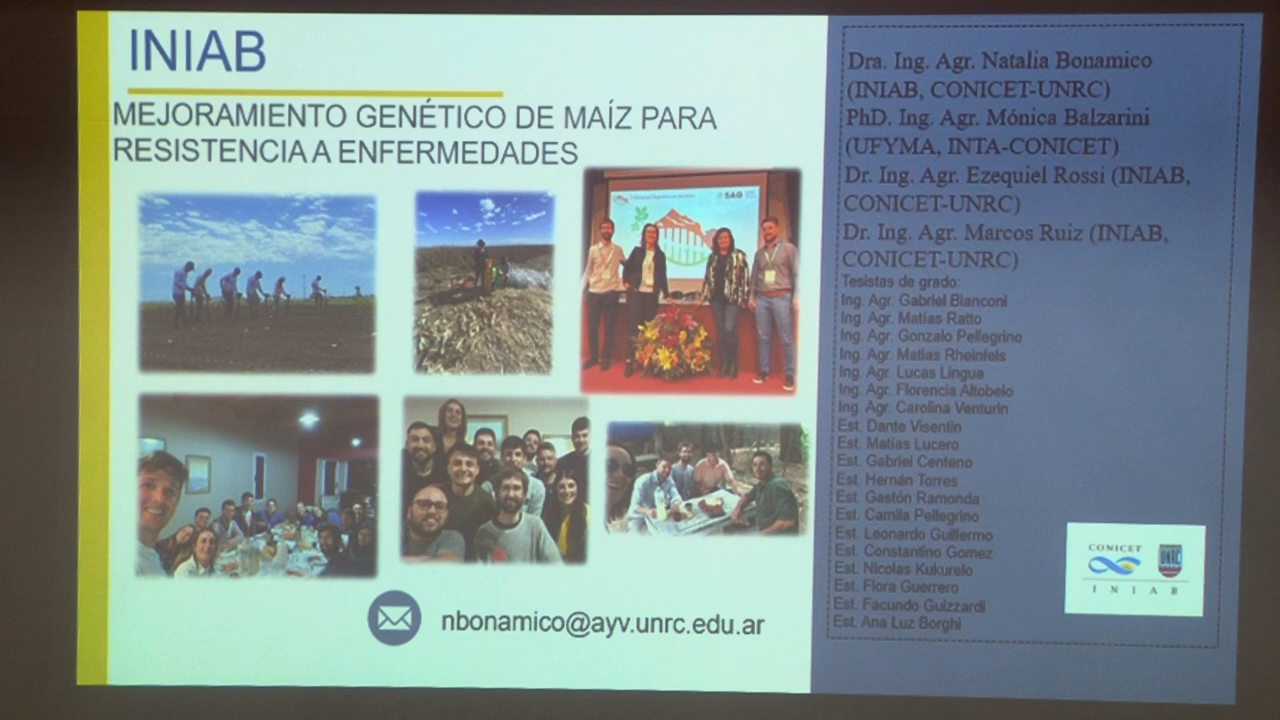 INIAB
MEJORAMIENTO GENÉTICO DE MAÍZ PARA
RESISTENCIA A ENFERMEDADES
SAG
nbonamico@ayv.unrc.edu.ar
Dra. Ing. Agr. Natalia Bonamico
(INIAB, CONICET-UNRC)
PhD. Ing. Agr. Mónica Balzarini
(UFYMA, INTA-CONICET)
Dr. Ing. Agr. Ezequiel Rossi (INIAB,
CONICET-UNRC)
Dr. Ing. Agr. Marcos Ruiz (INIAB,
CONICET-UNRC)
Tesistas de grado:
Ing. Agr. Gabriel Bianconi
Ing. Agr. Matías Ratto
Ing. Agr. Gonzalo Pellegrino
Ing. Agr. Matías Rheinfels
Ing. Agr. Lucas Lingua
Ing. Agr. Florencia Altobelo
Ing. Agr. Carolina Venturin
Est. Dante Visentín
Est. Matías Lucero
Est. Gabriel Centeno
Est. Hernán Torres
Est. Gastón Ramonda
Est. Camila Pellegrino
Est. Leonardo Guillermo
Est. Constantino Gomez
Est. Nicolas Kukurelo
Est. Flora Guerrero
Est. Facundo Guizzardi
Est. Ana Luz Borghi
CONICET
UNRC
INIAB